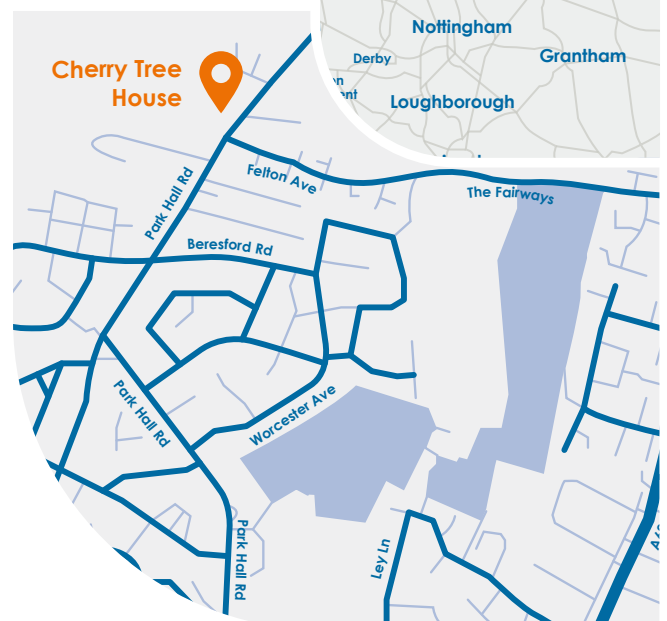 Nottingham
Derby
Grantham
Loughborough
Cherry Tree
House
Park Hall Rd
Felton Ave
The Fairways
Beresford Rd
Park Hall Rd
Worcester Ave
Park Hall Rd
Ley Ln